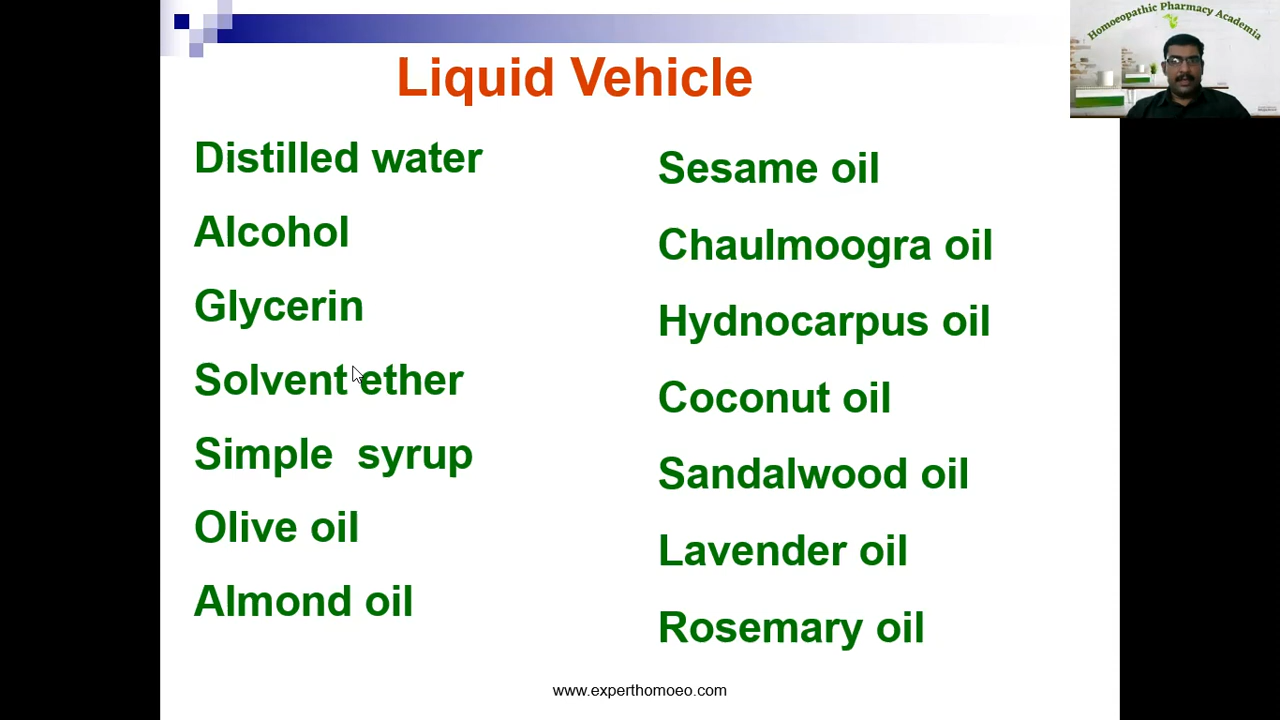 Homoeopathic Pharmacy Academia
Liquid Vehicle
Distilled water
Alcohol
Glycerin
Solvent ether
Simple syrup
Olive oil
Almond oil
Sesame oil
Chaulmoogra oil
Hydnocarpus oil
Coconut oil
Sandalwood oil
Lavender oil
Rosemary oil
www.experthomoeo.com